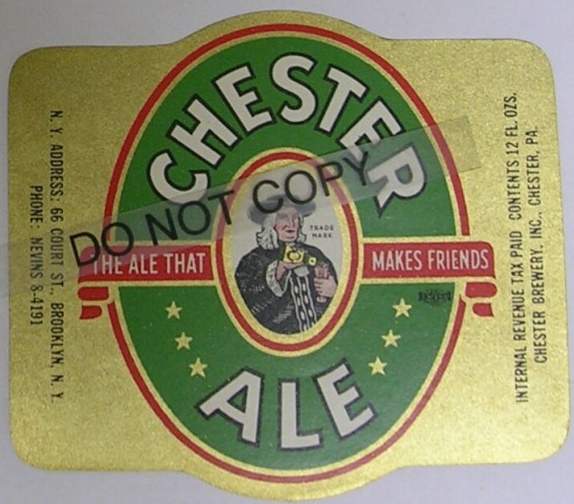 CHESTER
DO NOT COPY
TRADE
MARK
THE ALE THAT MAKES FRIENDS
ALE
N. Y. ADDRESS: 66 COURT ST., BROOKLYN, N. Y.
PHONE: NEVINS 8-4191
INTERNAL REVENUE TAX PAID CONTENTS 12 FL. OZS.
CHESTER BREWERY, INC., CHESTER, PA.